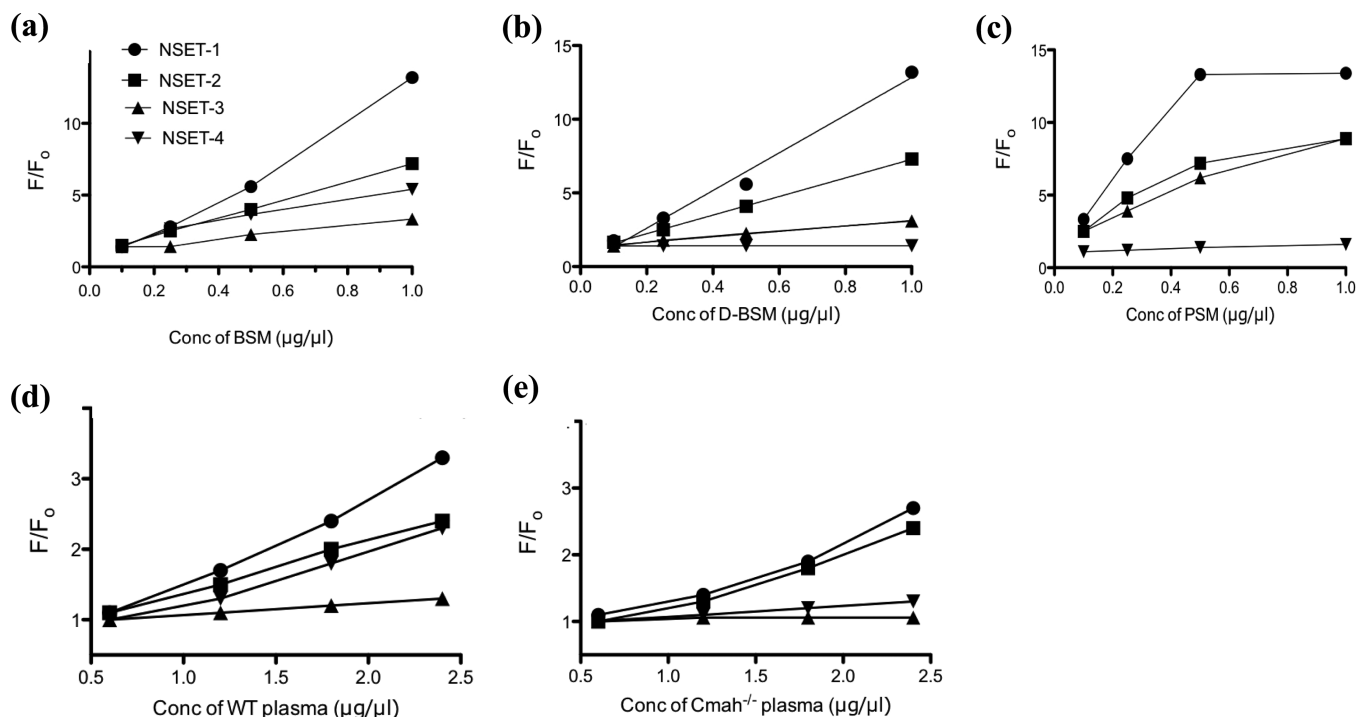 (a)
NSET-1
NSET-2
NSET-3
NSET-4
F/Fo
10
5
0
0.0 0.2 0.4 0.6 0.8 1.0
Conc of BSM (µg/µl)
(b)
F/Fo
15
10
5
0
0.0 0.2 0.4 0.6 0.8 1.0
Conc of D-BSM (µg/µl)
(c)
F/Fo
15
10
5
0
0.0 0.2 0.4 0.6 0.8 1.0
Conc of PSM (µg/µl)
(d)
F/Fo
3
2
1
0.5 1.0 1.5 2.0 2.5
Conc of WT plasma (µg/µl)
(e)
F/Fo
3
2
1
0.5 1.0 1.5 2.0 2.5
Conc of Cmah-/- plasma (µg/µl)